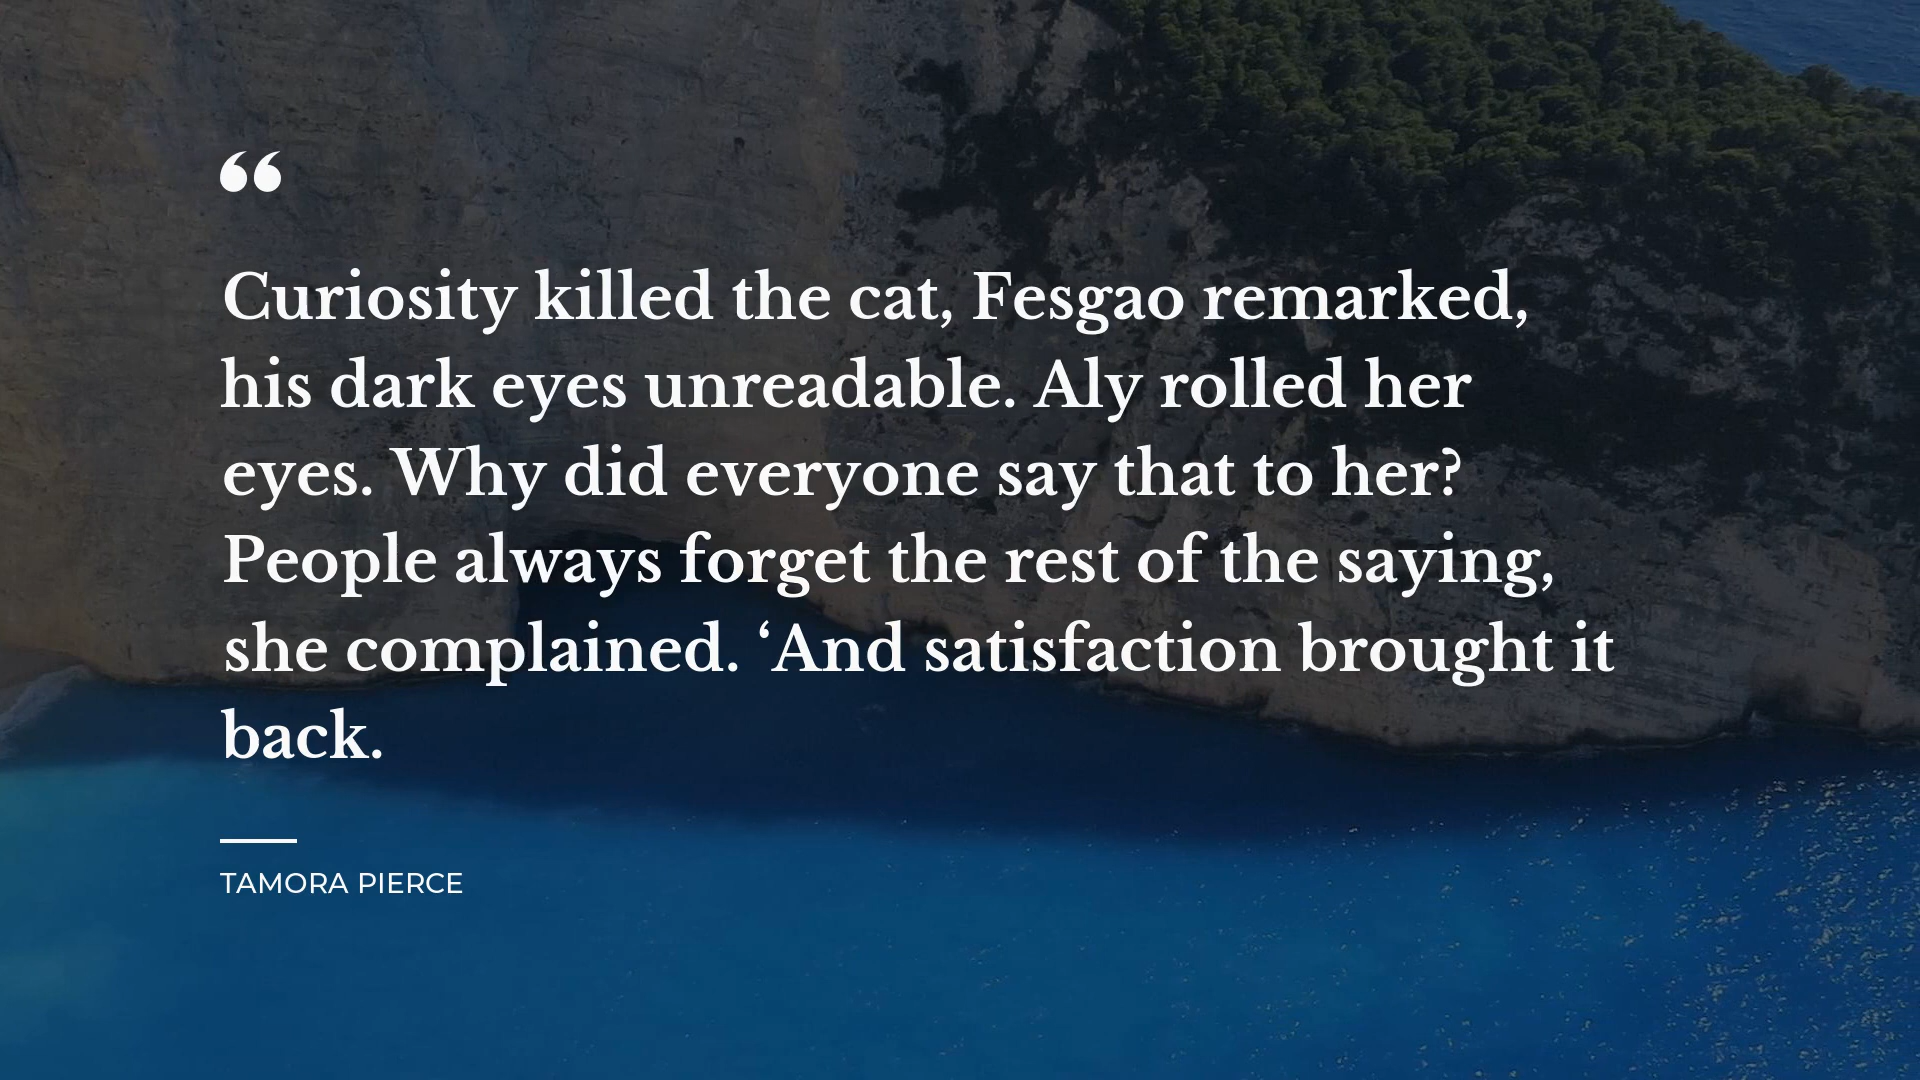 “
Curiosity killed the cat, Fesgao remarked,
his dark eyes unreadable. Aly rolled her
eyes. Why did everyone say that to her?
People always forget the rest of the saying,
she complained. ‘And satisfaction brought it
back.
TAMORA PIERCE